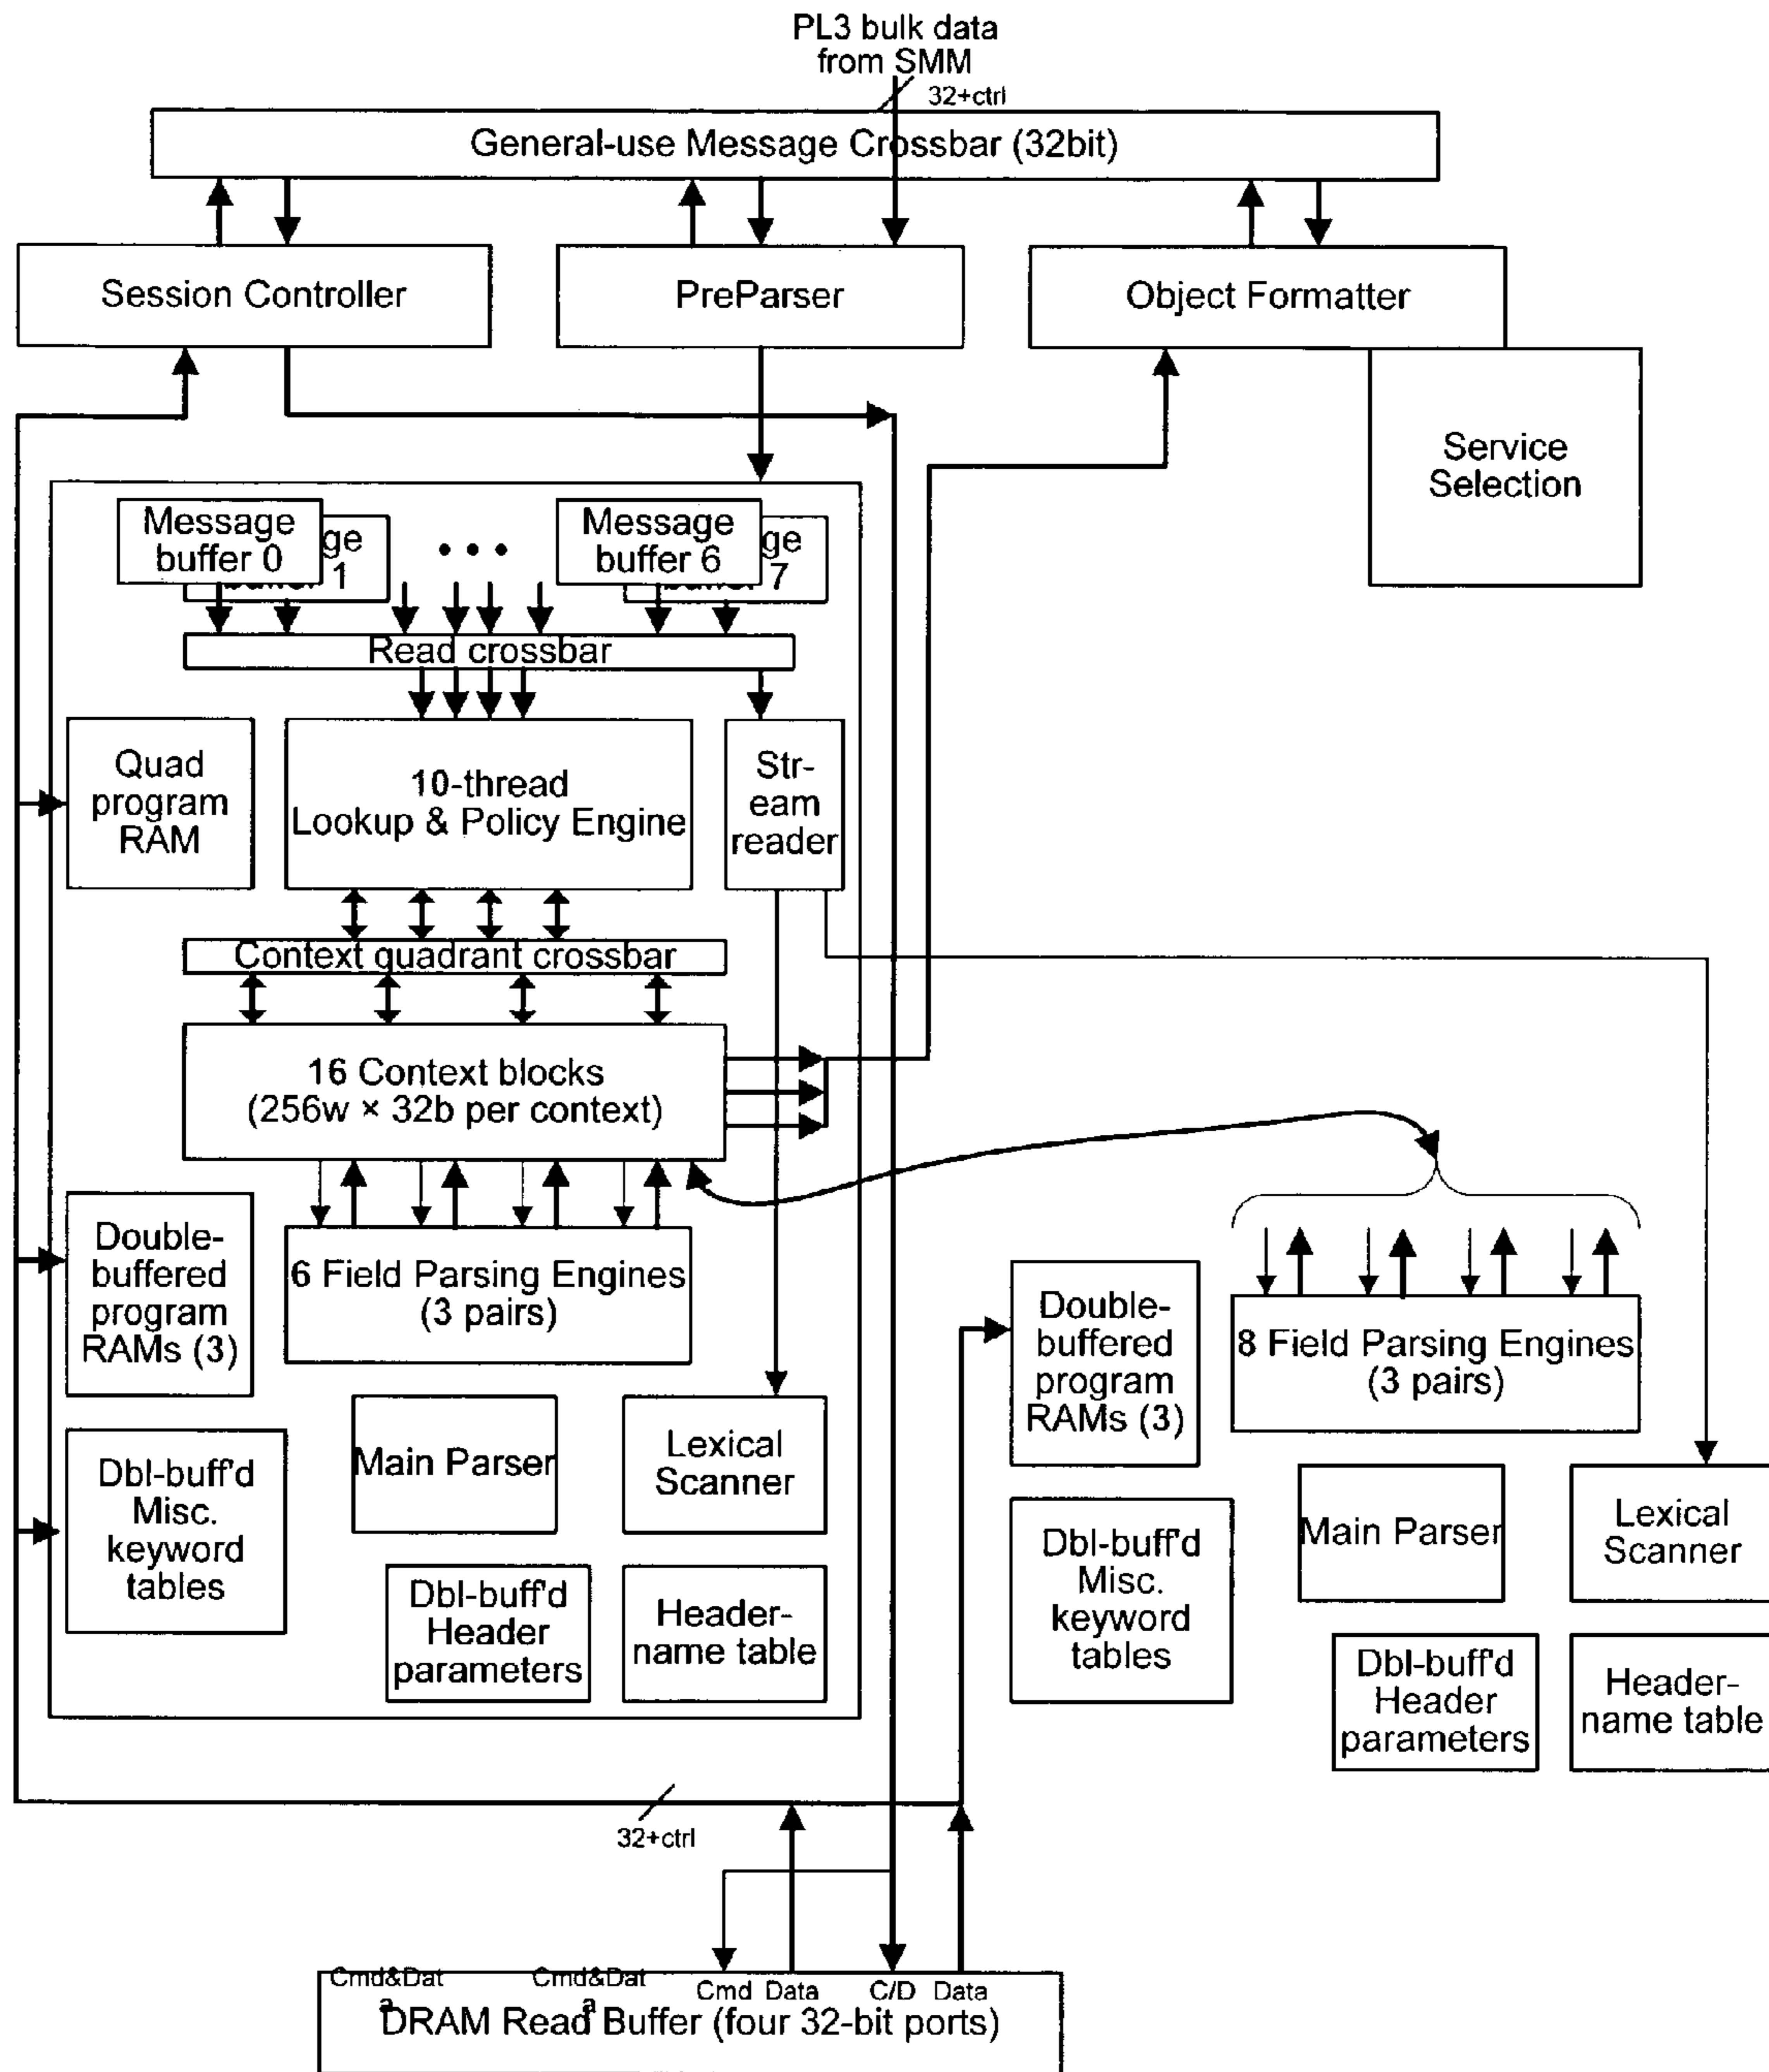 PL3 bulk data
from SMM
32+ctrl
General-use Message Crossbar (32bit)
Session Controller
PreParser
Object Formatter
Service
Selection
Message
buffer 0
ge
1
• • •
Message
buffer 6
ge
7
Read crossbar
Quad
program
RAM
10-thread
Lookup & Policy Engine
Str-
eam
reader
Context quadrant crossbar
16 Context blocks
(256w × 32b per context)
Double-
buffered
program
RAMs (3)
6 Field Parsing Engines
(3 pairs)
Double-
buffered
program
RAMs (3)
8 Field Parsing Engines
(3 pairs)
Dbl-buff'd
Misc.
keyword
tables
Main Parser
Lexical
Scanner
Dbl-buff'd
Header
parameters
Header-
name table
Dbl-buff'd
Misc.
keyword
tables
Main Parser
Lexical
Scanner
Dbl-buff'd
Header
parameters
Header-
name table
32+ctrl
Cmd&Dat
a
Cmd&Dat
a
Cmd Data C/D Data
DRAM Read Buffer (four 32-bit ports)